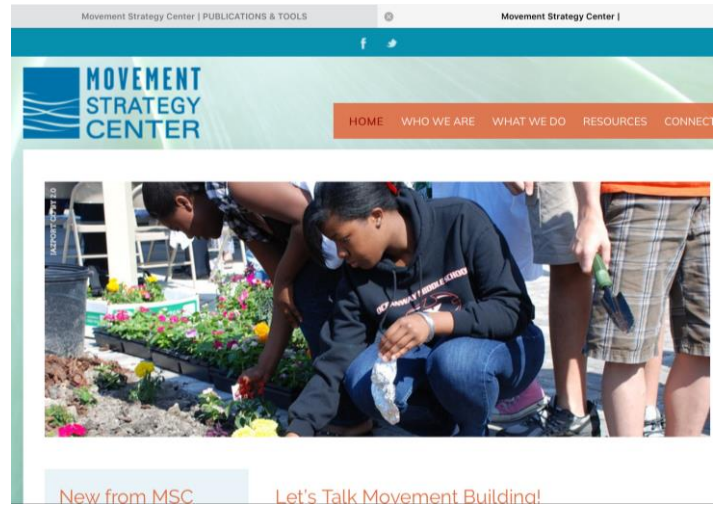 Movement Strategy Center | PUBLICATIONS & TOOLS
Movement Strategy Center |
MOVEMENT
STRATEGY
CENTER
HOME WHO WE ARE WHAT WE DO RESOURCES CONNECT
New from MSC
Let's Talk Movement Building!